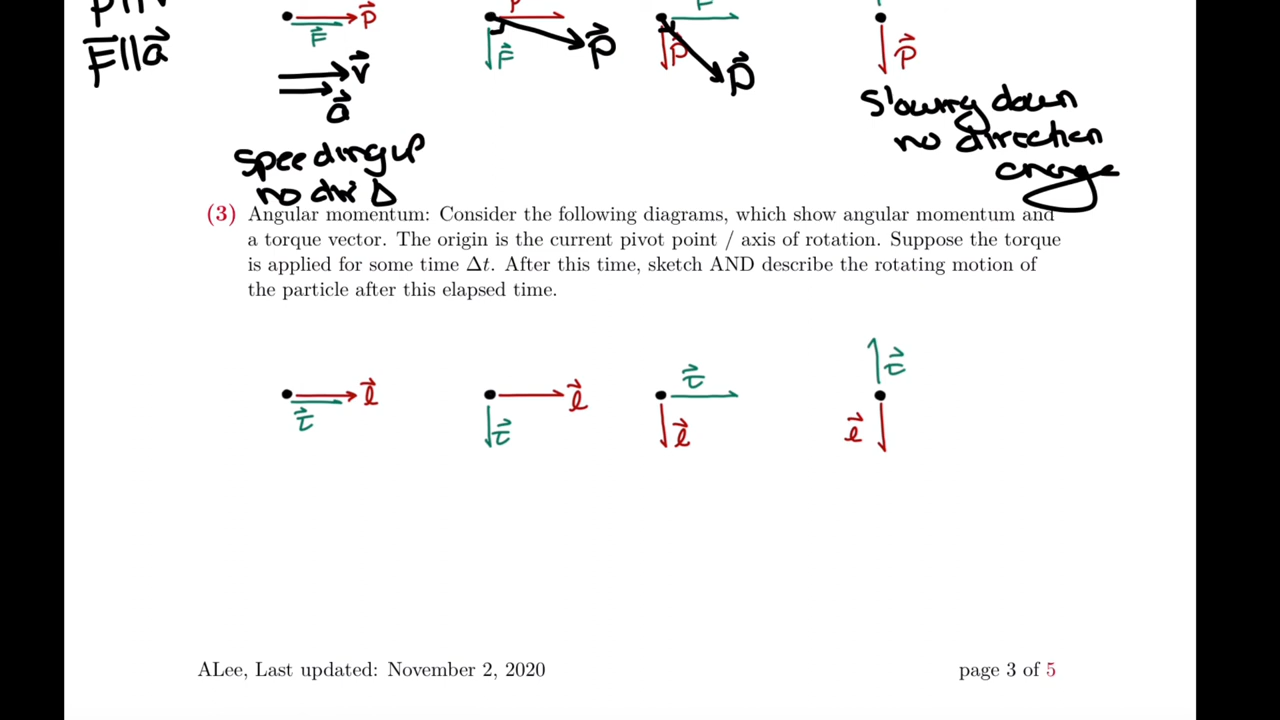 F||a
p
F
v
a
Speeding up
no dir Δ
F
p
p
p
p
Slowing down
no direction
change
(3) Angular momentum: Consider the following diagrams, which show angular momentum and
a torque vector. The origin is the current pivot point / axis of rotation. Suppose the torque
is applied for some time Δt. After this time, sketch AND describe the rotating motion of
the particle after this elapsed time.
ℓ
τ
ℓ
τ
τ
ℓ
τ
ℓ
ALee, Last updated: November 2, 2020
page 3 of 5